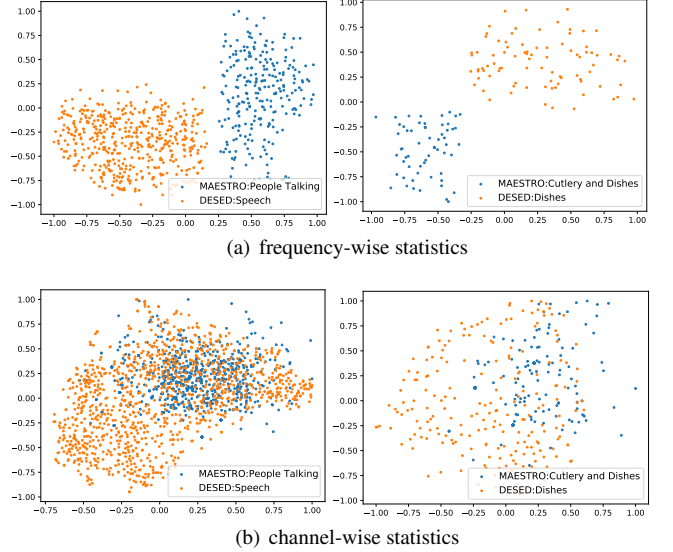 1.00
0.75
0.50
0.25
0.00
−0.25
−0.50
−0.75
−1.00
MAESTRO:People Talking
DESED:Speech
−1.00 −0.75 −0.50 −0.25 0.00 0.25 0.50 0.75 1.00
1.00
0.75
0.50
0.25
0.00
−0.25
−0.50
−0.75
−1.00
MAESTRO:Cutlery and Dishes
DESED:Dishes
−1.00 −0.75 −0.50 −0.25 0.00 0.25 0.50 0.75 1.00
(a) frequency-wise statistics
1.00
0.75
0.50
0.25
0.00
−0.25
−0.50
−0.75
−1.00
MAESTRO:People Talking
DESED:Speech
−1.00 −0.75 −0.50 −0.25 0.00 0.25 0.50 0.75 1.00
1.00
0.75
0.50
0.25
0.00
−0.25
−0.50
−0.75
−1.00
MAESTRO:Cutlery and Dishes
DESED:Dishes
−1.00 −0.75 −0.50 −0.25 0.00 0.25 0.50 0.75 1.00
(b) channel-wise statistics